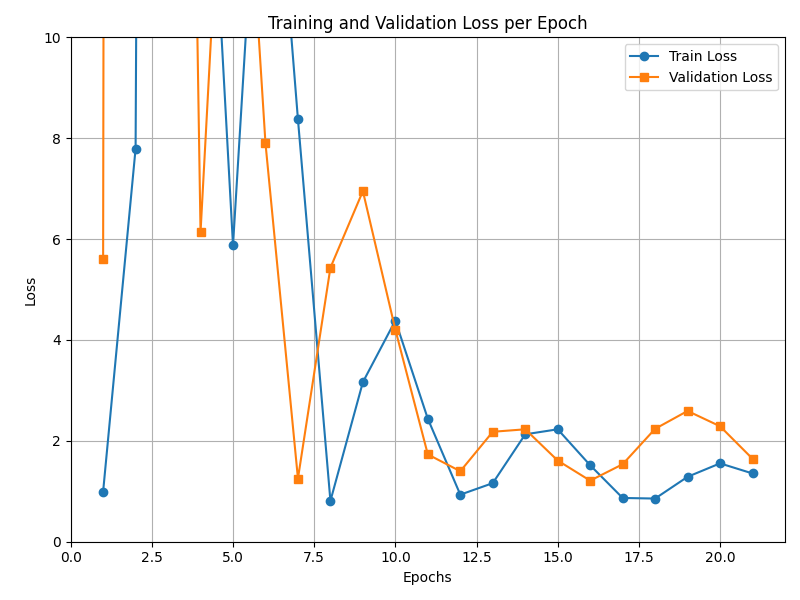 Training and Validation Loss per Epoch
10
8
6
4
2
0
Loss
Train Loss
Validation Loss
0.0 2.5 5.0 7.5 10.0 12.5 15.0 17.5 20.0
Epochs